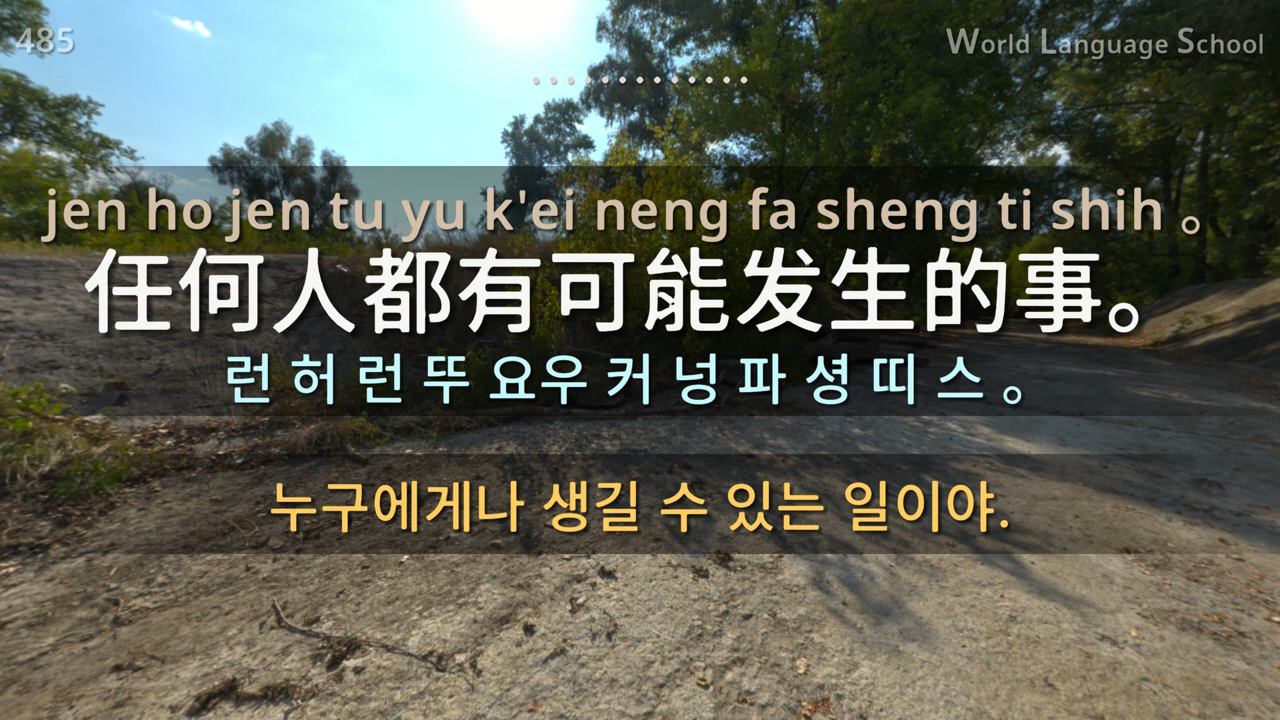 485
World Language School
jen ho jen tu yu k'ei neng fa sheng ti shih 。
任何人都有可能发生的事。
런 허 런 뚜 요우 커 넝 파 셩 띠 스 。
누구에게나 생길 수 있는 일이야.